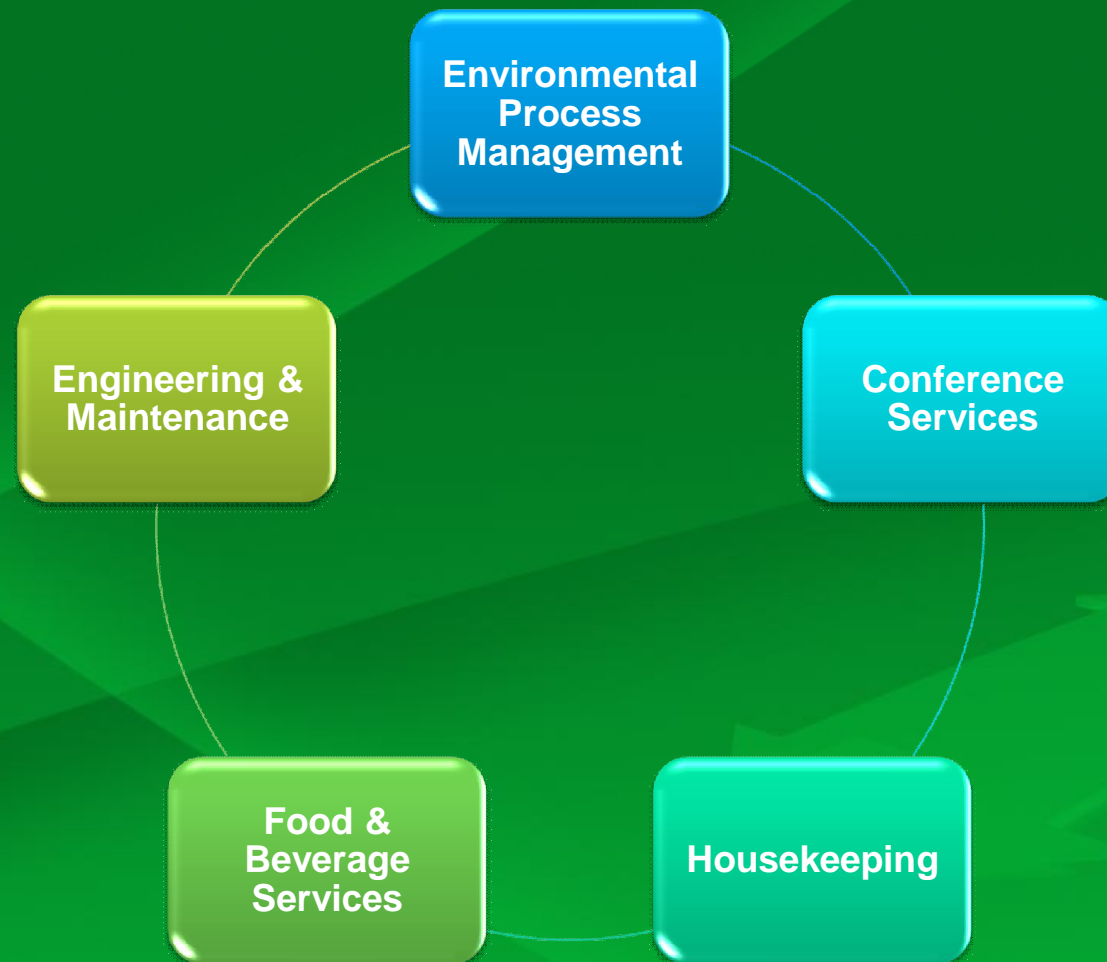 Environmental
Process
Management
Engineering &
Maintenance
Conference
Services
Food &
Beverage
Services
Housekeeping